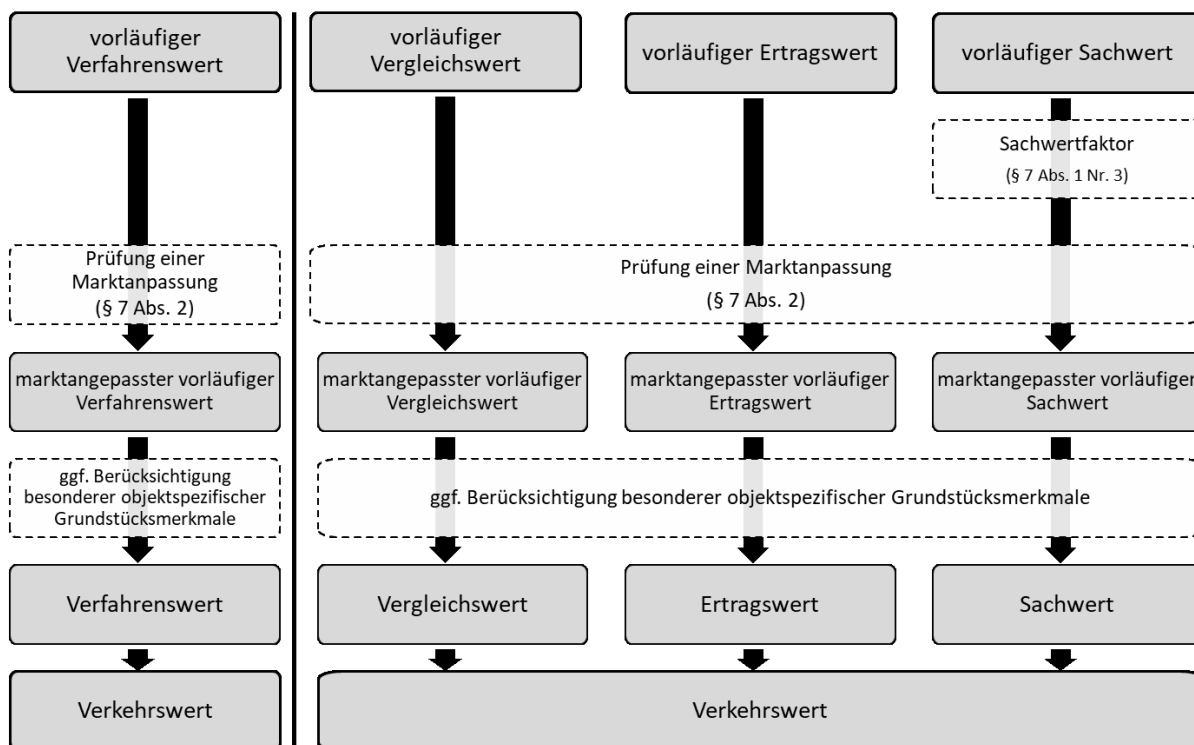 vorläufiger
Verfahrenswert
vorläufiger
Vergleichswert
vorläufiger Ertragswert
vorläufiger Sachwert
Sachwertfaktor
(§ 7 Abs. 1 Nr. 3)
Prüfung einer
Marktanpassung
(§ 7 Abs. 2)
Prüfung einer Marktanpassung
(§ 7 Abs. 2)
marktangepasster vorläufiger
Verfahrenswert
marktangepasster vorläufiger
Vergleichswert
marktangepasster vorläufiger
Ertragswert
marktangepasster vorläufiger
Sachwert
ggf. Berücksichtigung
besonderer objektspezifischer
Grundstücksmerkmale
ggf. Berücksichtigung besonderer objektspezifischer Grundstücksmerkmale
Verfahrenswert
Vergleichswert
Ertragswert
Sachwert
Verkehrswert
Verkehrswert